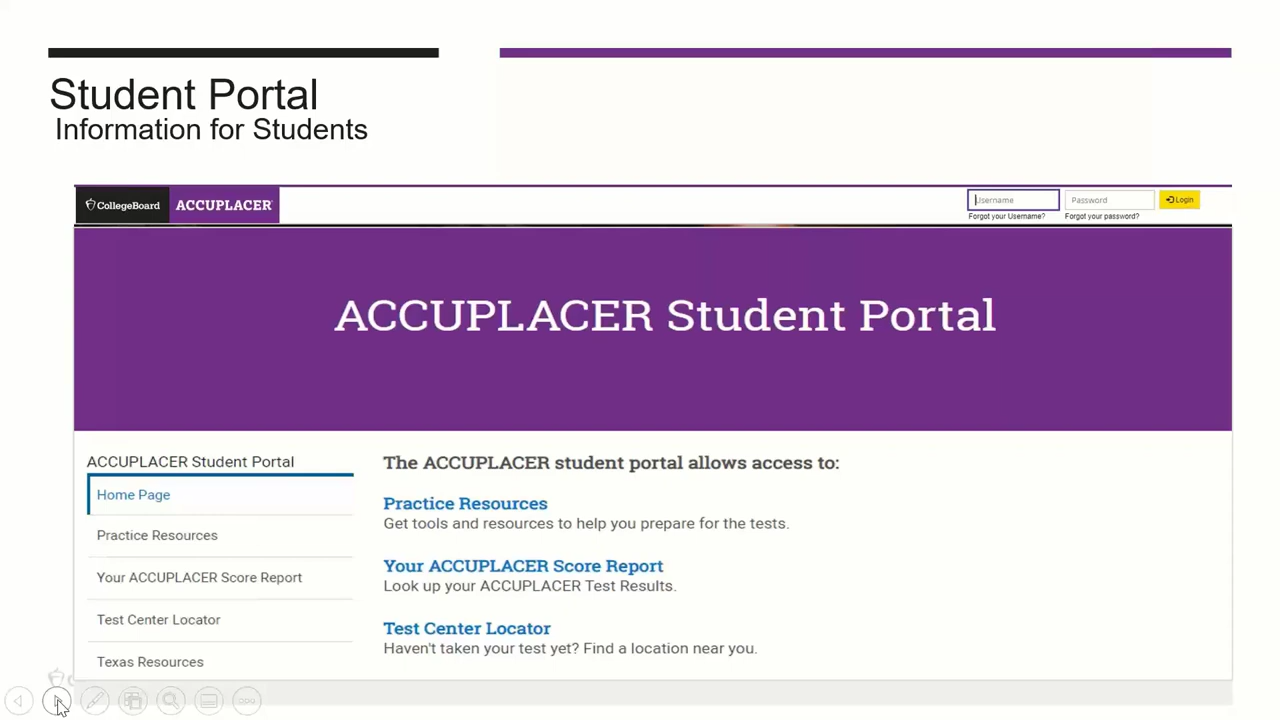 Student Portal
Information for Students
CollegeBoard ACCUPLACER
Username Password Login
Forgot your Username? Forgot your password?
ACCUPLACER Student Portal
ACCUPLACER Student Portal
Home Page
Practice Resources
Your ACCUPLACER Score Report
Test Center Locator
Texas Resources
The ACCUPLACER student portal allows access to:
Practice Resources
Get tools and resources to help you prepare for the tests.
Your ACCUPLACER Score Report
Look up your ACCUPLACER Test Results.
Test Center Locator
Haven't taken your test yet? Find a location near you.